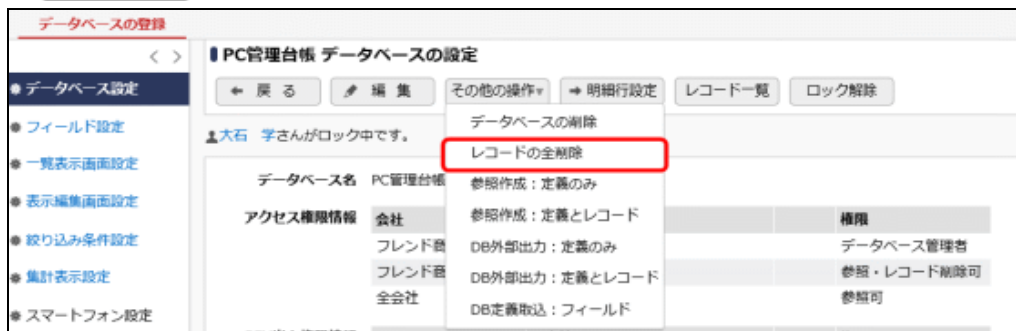 データベースの登録
< >
● データベース設定
● フィールド設定
● 一覧表示画面設定
● 表示編集画面設定
● 絞り込み条件設定
● 集計表示設定
● スマートフォン設定
PC管理台帳 データベースの設定
戻 る 編 集 その他の操作▼ 明細行設定 レコード一覧 ロック解除
大石 学さんがロック中です。
データベースの削除
レコードの全削除
参照作成：定義のみ
参照作成：定義とレコード
DB外部出力：定義のみ
DB外部出力：定義とレコード
DB定義取込：フィールド
データベース名 PC管理台帳
アクセス権限情報 会社 権限
フレンド商 データベース管理者
フレンド商 参照・レコード削除可
全会社 参照可